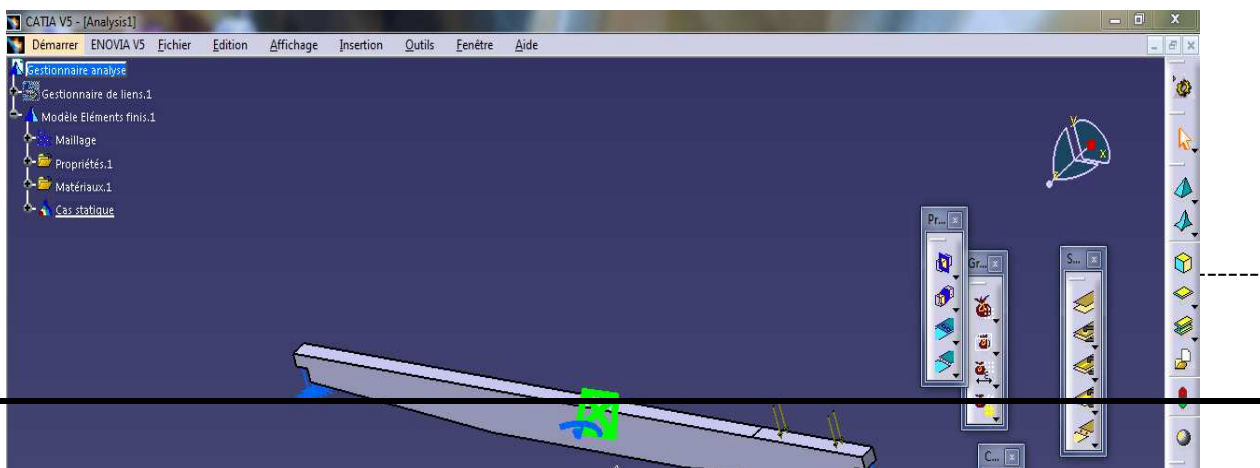 CATIA V5 - [Analysis1]
Démarrer ENOVIA V5 Fichier Edition Affichage Insertion Outils Fenêtre Aide
Gestionnaire analyse
Gestionnaire de liens.1
Modèle Eléments finis.1
Maillage
Propriétés.1
Matériaux.1
Cas statique
y
x
z
Pr...
Gr...
S...
C...